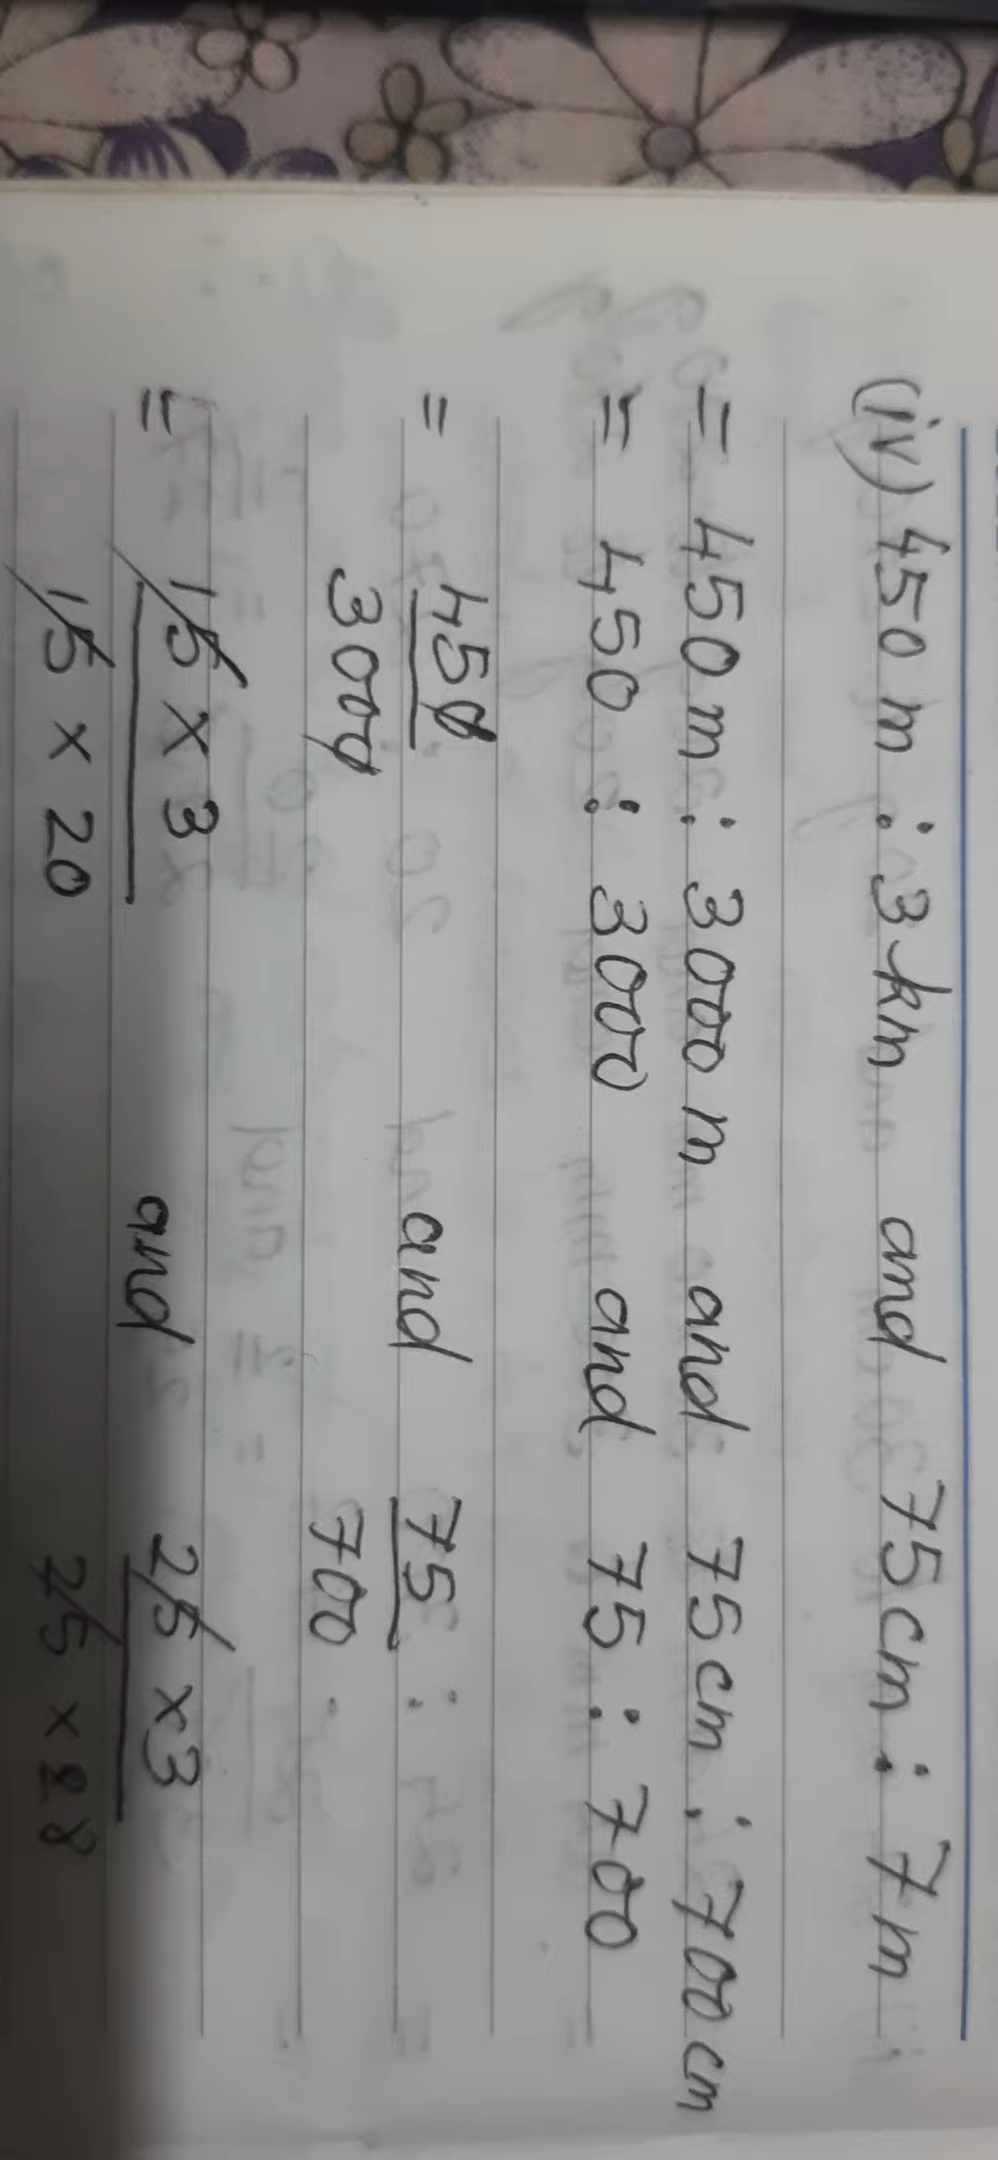 (iv) 450 m : 3 km and 75 cm : 7 m
= 450 m : 3000 m and 75 cm : 700 cm
= 450 : 3000 and 75 : 700
= 450 and 75
3000 700
= 15 × 3 and 25 × 3
15 × 20 25 × 28